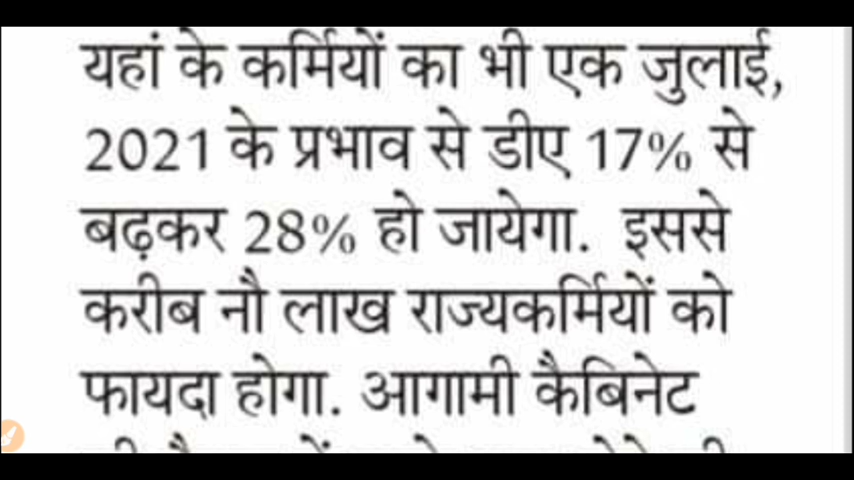 यहां के कर्मियों का भी एक जुलाई,
2021 के प्रभाव से डीए 17% से
बढ़कर 28% हो जायेगा. इससे
करीब नौ लाख राज्यकर्मियों को
फायदा होगा. आगामी कैबिनेट